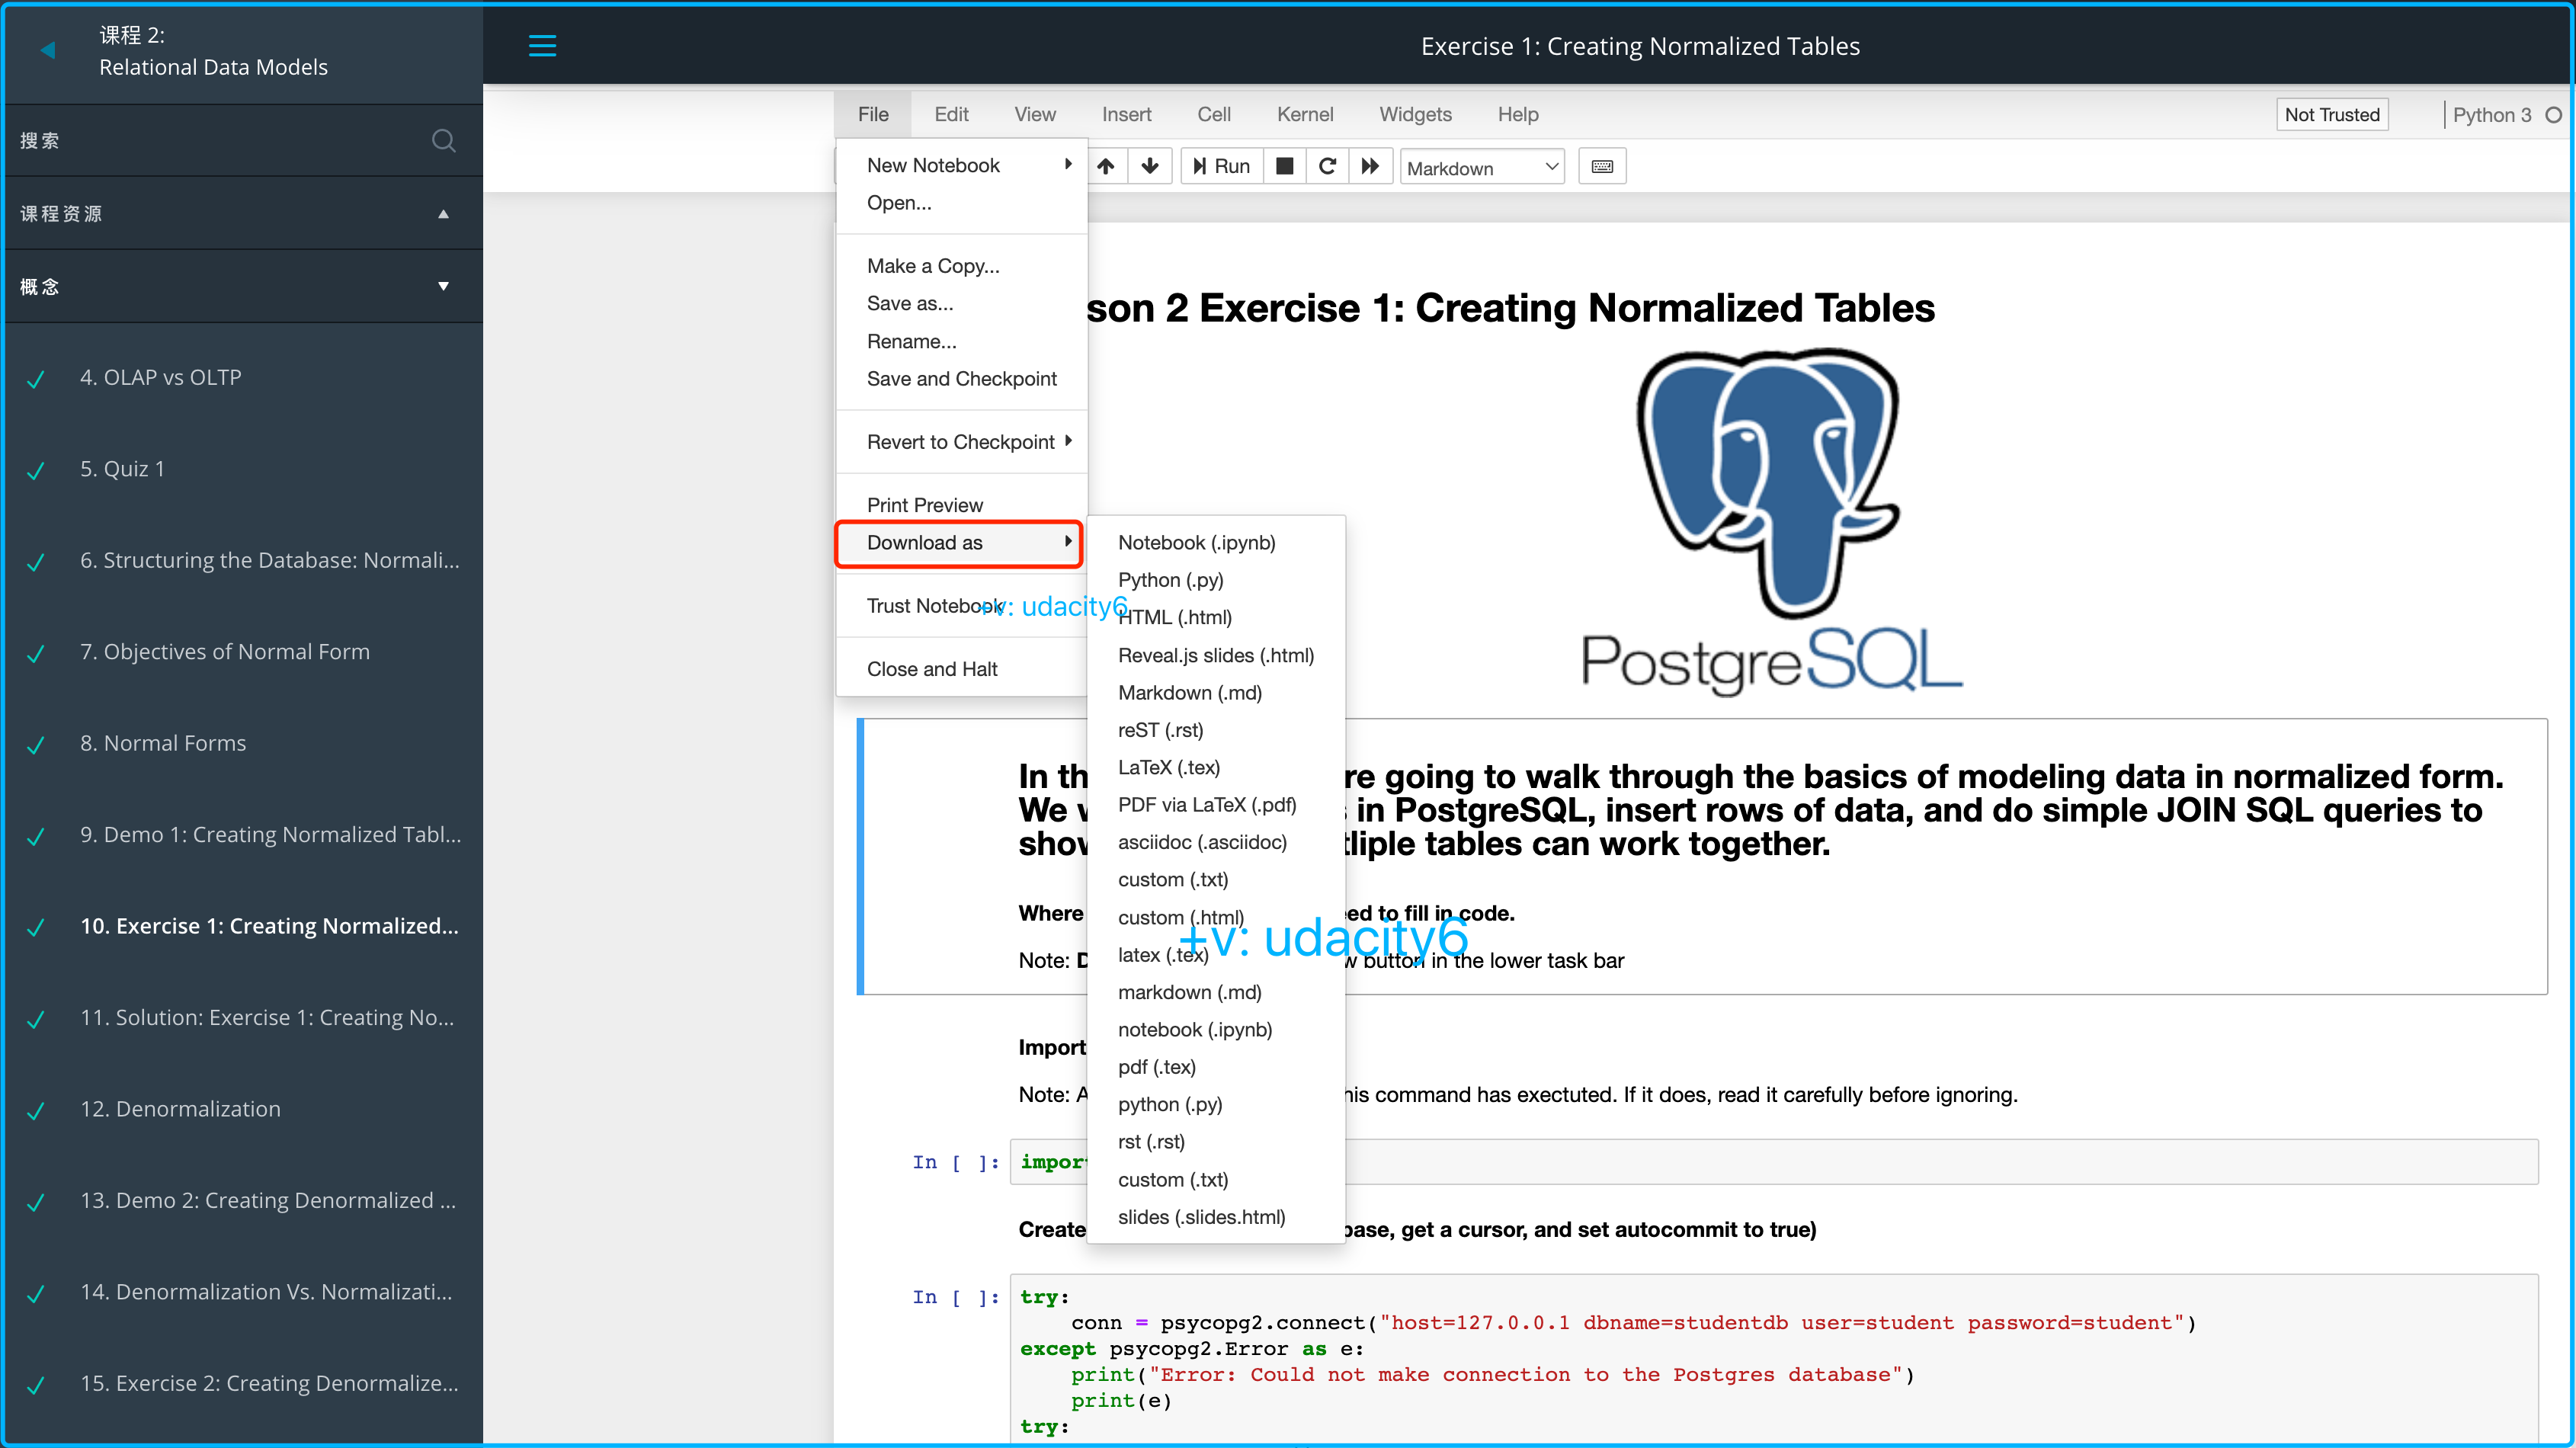 课程 2:
Relational Data Models
搜索
课程资源
概念
4. OLAP vs OLTP
5. Quiz 1
6. Structuring the Database: Normali...
7. Objectives of Normal Form
8. Normal Forms
9. Demo 1: Creating Normalized Tabl...
10. Exercise 1: Creating Normalized...
11. Solution: Exercise 1: Creating No...
12. Denormalization
13. Demo 2: Creating Denormalized ...
14. Denormalization Vs. Normalizati...
15. Exercise 2: Creating Denormalize...
Exercise 1: Creating Normalized Tables
File Edit View Insert Cell Kernel Widgets Help
Not Trusted
Python 3
Run
Markdown
New Notebook
Open...
Make a Copy...
Save as...
Rename...
Save and Checkpoint
Revert to Checkpoint
Print Preview
Download as
Trust Notebook
Close and Halt
Notebook (.ipynb)
Python (.py)
HTML (.html)
Reveal.js slides (.html)
Markdown (.md)
reST (.rst)
LaTeX (.tex)
PDF via LaTeX (.pdf)
asciidoc (.asciidoc)
custom (.txt)
custom (.html)
latex (.tex)
markdown (.md)
notebook (.ipynb)
pdf (.tex)
python (.py)
rst (.rst)
custom (.txt)
slides (.slides.html)
+v: udacity6
+v: udacity6
son 2 Exercise 1: Creating Normalized Tables
PostgreSQL
In th re going to walk through the basics of modeling data in normalized form.
We in PostgreSQL, insert rows of data, and do simple JOIN SQL queries to
show tliple tables can work together.
Where ed to fill in code.
Note: D w button in the lower task bar
Import
Note: A his command has exectuted. If it does, read it carefully before ignoring.
In [ ]: import
Create base, get a cursor, and set autocommit to true)
In [ ]: try:
conn = psycopg2.connect("host=127.0.0.1 dbname=studentdb user=student password=student")
except psycopg2.Error as e:
print("Error: Could not make connection to the Postgres database")
print(e)
try: